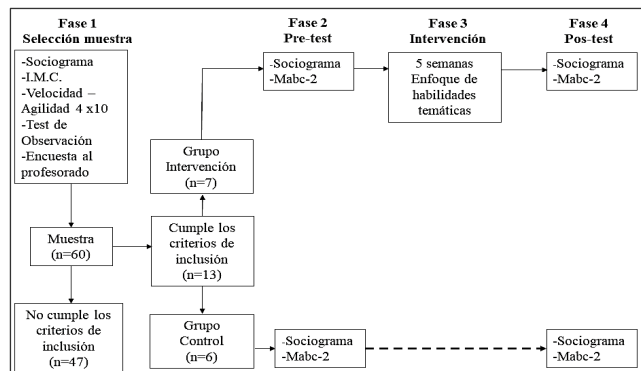 Fase 1
Selección muestra
Fase 2
Pre-test
Fase 3
Intervención
Fase 4
Pos-test
-Sociograma
-I.M.C.
-Velocidad –
Agilidad 4 x10
-Test de
Observación
-Encuesta al
profesorado
-Sociograma
-Mabc-2
5 semanas
Enfoque de
habilidades
temáticas
-Sociograma
-Mabc-2
Grupo
Intervención
(n=7)
Muestra
(n=60)
Cumple los
criterios de
inclusión
(n=13)
No cumple los
criterios de
inclusión
(n=47)
Grupo
Control
(n=6)
-Sociograma
-Mabc-2
-Sociograma
-Mabc-2